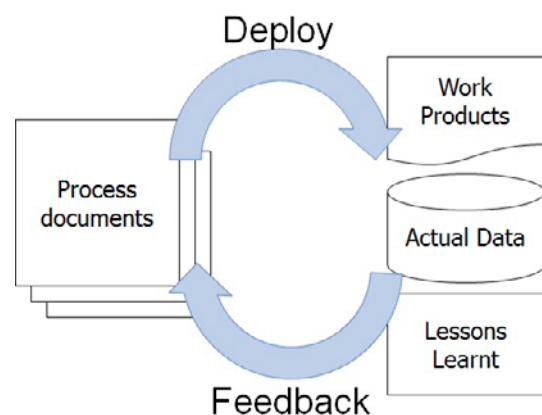 Deploy
Process
documents
Work
Products
Actual Data
Lessons
Learnt
Feedback